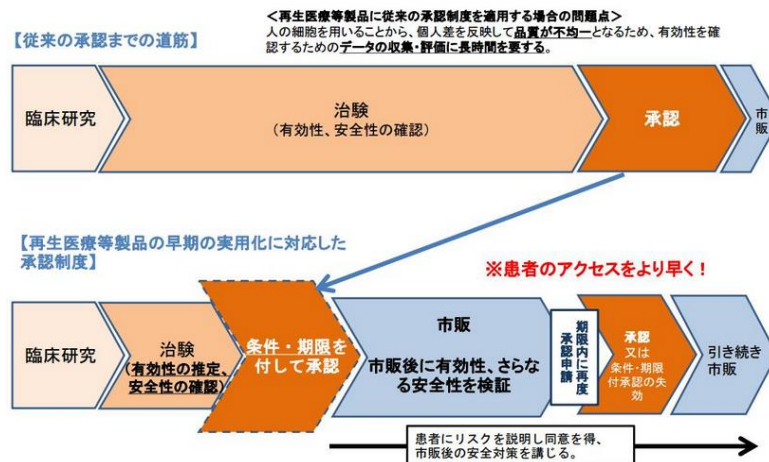 ＜再生医療等製品に従来の承認制度を適用する場合の問題点＞
人の細胞を用いることから、個人差を反映して品質が不均一となるため、有効性を確
認するためのデータの収集・評価に長時間を要する。
【従来の承認までの道筋】
臨床研究
治験
(有効性、安全性の確認)
承認
市
販
【再生医療等製品の早期の実用化に対応した
承認制度】
※患者のアクセスをより早く！
臨床研究
治験
(有効性の推定、
安全性の確認)
条件・期限を
付して承認
市販
市販後に有効性、さらな
る安全性を検証
期限内に再度
承認申請
承認
又は
条件・期限
付承認の失
効
引き続き
市販
患者にリスクを説明し同意を得、
市販後の安全対策を講じる。